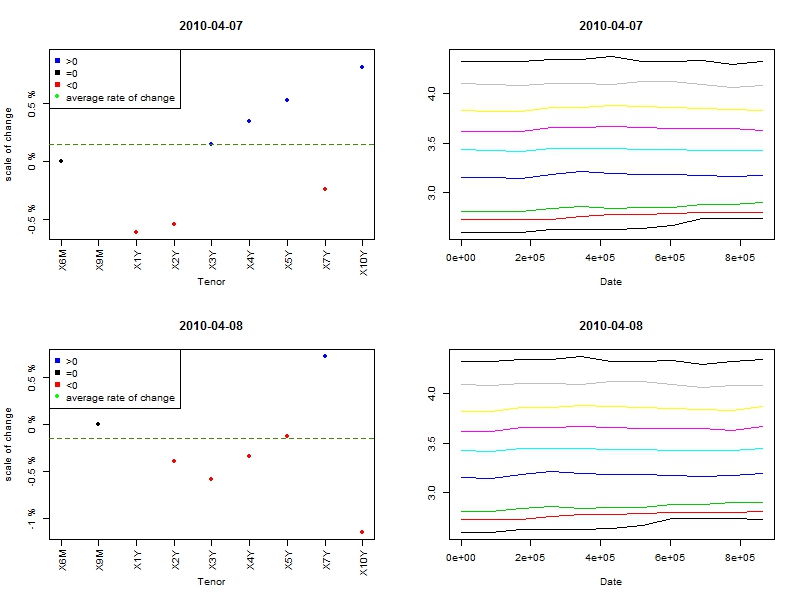 2010-04-07
scale of change
0.5 %
0 %
-0.5 %
>0
=0
<0
average rate of change
X6M X9M X1Y X2Y X3Y X4Y X5Y X7Y X10Y
Tenor
2010-04-07
4.0
3.5
3.0
0e+00 2e+05 4e+05 6e+05 8e+05
Date
2010-04-08
scale of change
0.5 %
0 %
-0.5 %
-1 %
>0
=0
<0
average rate of change
X6M X9M X1Y X2Y X3Y X4Y X5Y X7Y X10Y
Tenor
2010-04-08
4.0
3.5
3.0
0e+00 2e+05 4e+05 6e+05 8e+05
Date